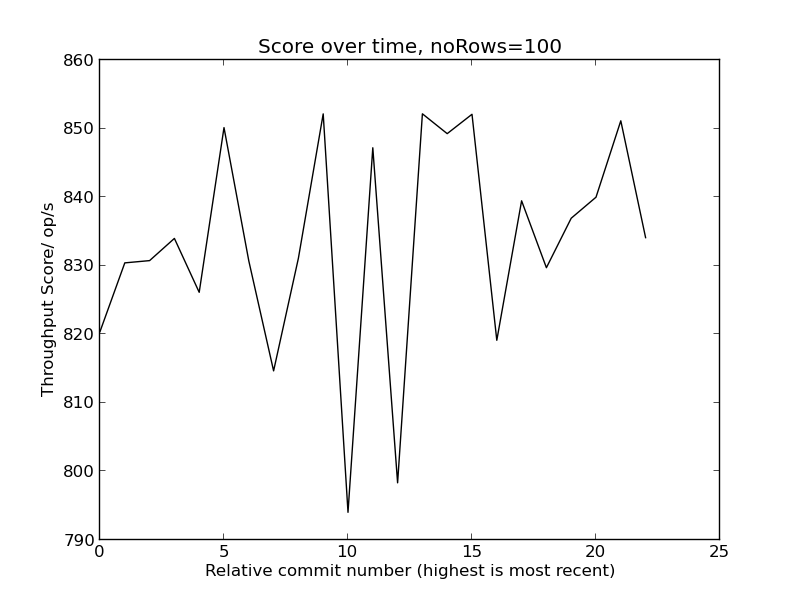 Score over time, noRows=100
Throughput Score/ op/s
860
850
840
830
820
810
800
790
0 5 10 15 20 25
Relative commit number (highest is most recent)